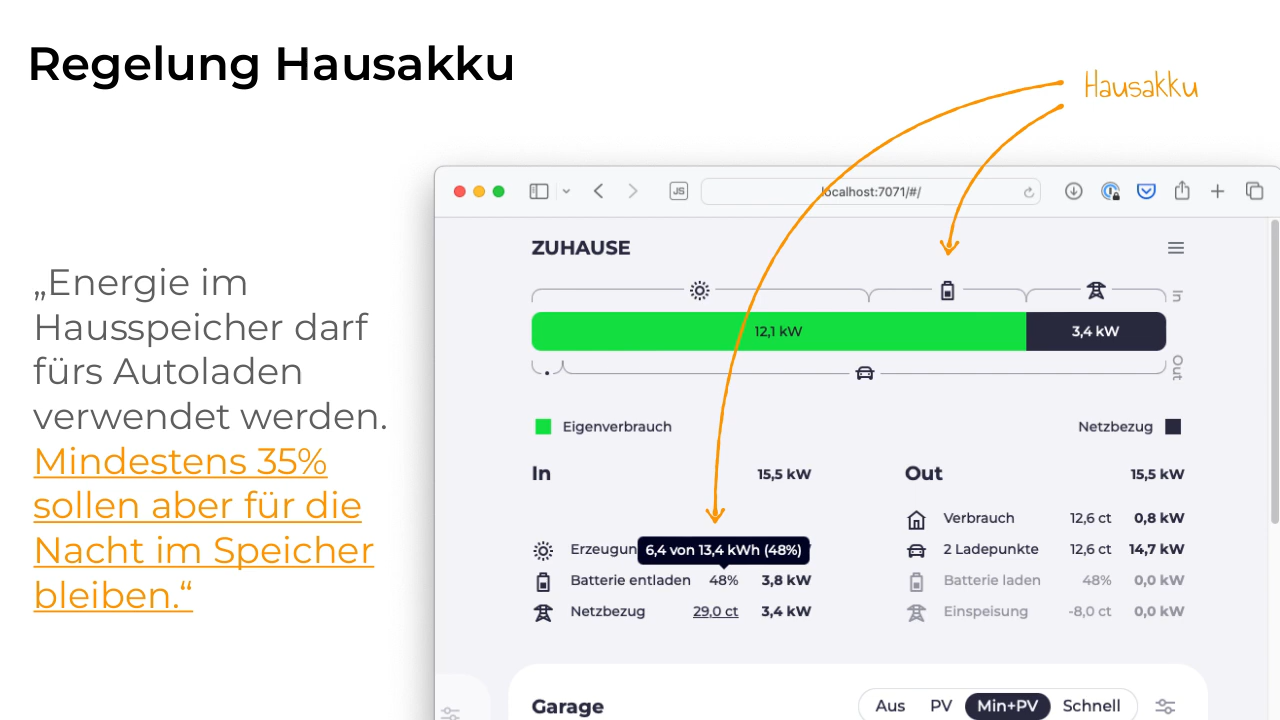 Regelung Hausakku
Hausakku
„Energie im
Hausspeicher darf
fürs Autoladen
verwendet werden.
Mindestens 35%
sollen aber für die
Nacht im Speicher
bleiben.“
JS
localhost:7071/#/
ZUHAUSE
In
12,1 kW
3,4 kW
Out
Eigenverbrauch
Netzbezug
In 15,5 kW
Out 15,5 kW
Verbrauch 12,6 ct 0,8 kW
Erzeugun
6,4 von 13,4 kWh (48%)
2 Ladepunkte 12,6 ct 14,7 kW
Batterie entladen 48% 3,8 kW
Batterie laden 48% 0,0 kW
Netzbezug 29,0 ct 3,4 kW
Einspeisung -8,0 ct 0,0 kW
Garage
Aus PV Min+PV Schnell